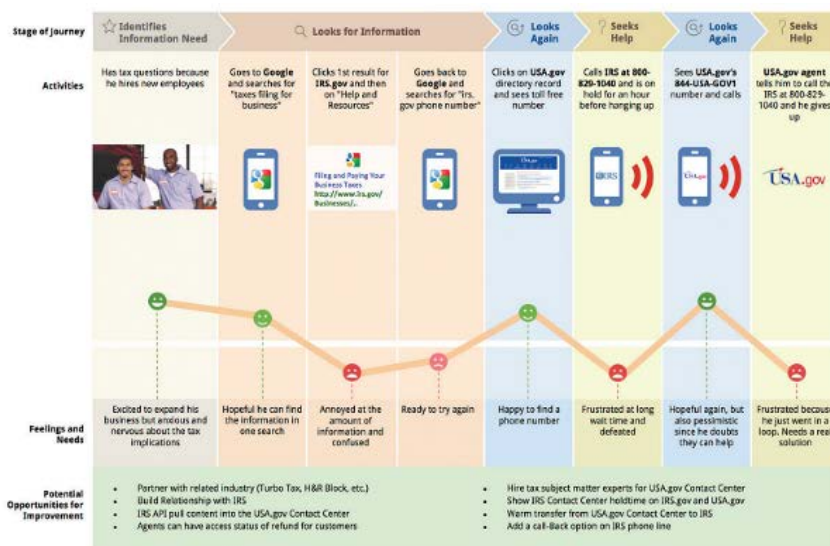 Stage of Journey
Identifies
Information Need
Looks for Information
Looks
Again
Seeks
Help
Looks
Again
Seeks
Help
Activities
Has tax questions because
he hires new employees
Goes to Google
and searches for
"taxes filing for
business"
Clicks 1st result for
IRS.gov and then
on "Help and
Resources"
Goes back to
Google and
searches for "irs.
gov phone number"
Clicks on USA.gov
directory record
and sees toll free
number
Calls IRS at 800-
829-1040 and is on
hold for an hour
before hanging up
Sees USA.gov's
844-USA-GOV1
number and calls
USA.gov agent
tells him to call the
IRS at 800-829-
1040 and he gives
up
Filing and Paying Your
Business Taxes
http://www.irs.gov/
Businesses/..
IRS
USA.gov
USA.gov
Feelings and
Needs
Excited to expand his
business but anxious and
nervous about the tax
implications
Hopeful he can find
the information in
one search
Annoyed at the
amount of
information and
confused
Ready to try again
Happy to find a
phone number
Frustrated at long
wait time and
defeated
Hopeful again, but
also pessimistic
since he doubts
they can help
Frustrated because
he just went in a
loop. Needs a real
solution
Potential
Opportunities for
Improvement
• Partner with related industry (Turbo Tax, H&R Block, etc.)
• Build Relationship with IRS
• IRS API pull content into the USA.gov Contact Center
• Agents can have access status of refund for customers
• Hire tax subject matter experts for USA.gov Contact Center
• Show IRS Contact Center holdtime on IRS.gov and USA.gov
• Warm transfer from USA.gov Contact Center to IRS
• Add a call-Back option on IRS phone line